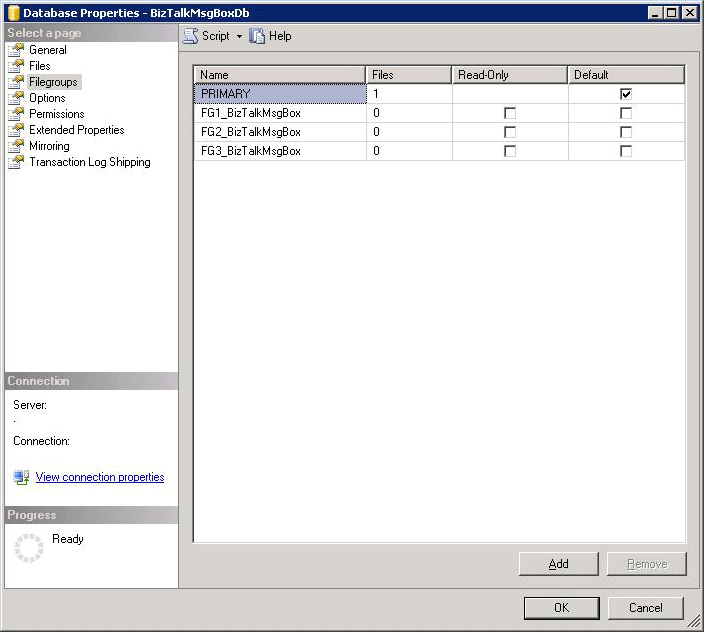 Database Properties - BizTalkMsgBoxDb
Select a page
General
Files
Filegroups
Options
Permissions
Extended Properties
Mirroring
Transaction Log Shipping
Connection
Server:
.
Connection:
View connection properties
Progress
Ready
Script Help
Name Files Read-Only Default
PRIMARY 1
FG1_BizTalkMsgBox 0
FG2_BizTalkMsgBox 0
FG3_BizTalkMsgBox 0
Add Remove
OK Cancel